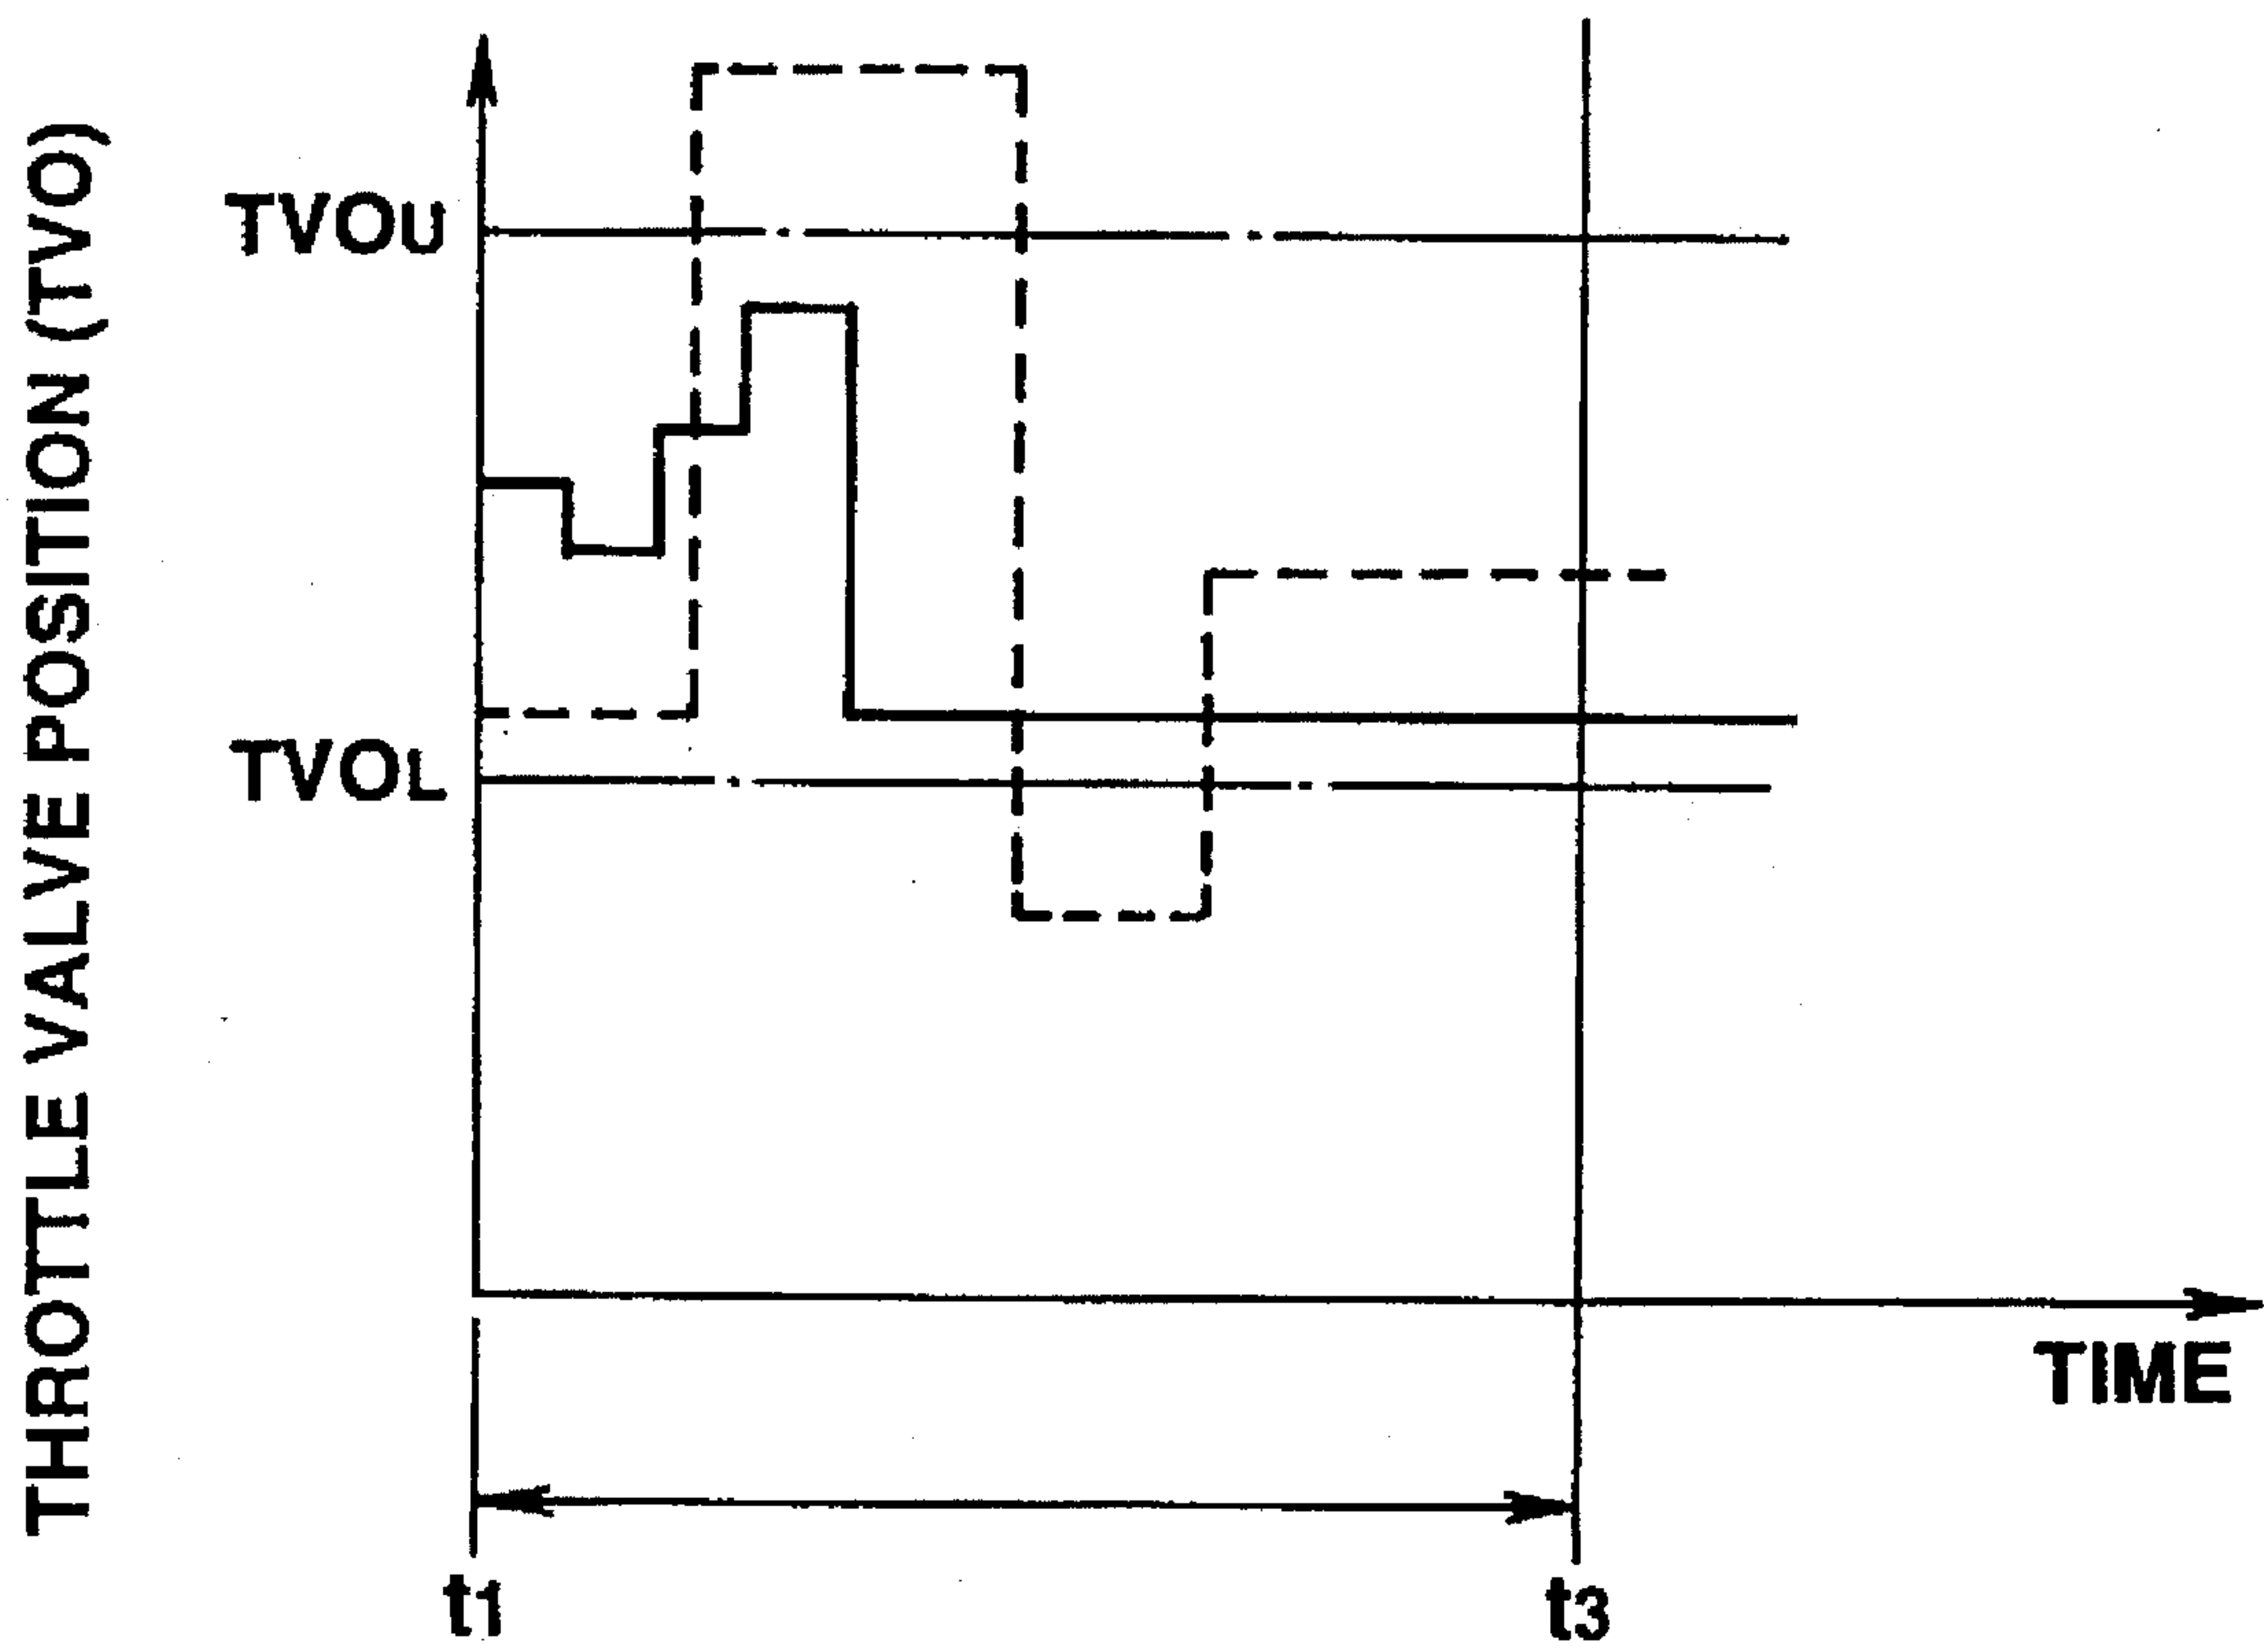 THROTTLE VALVE POSITION (TVO)
TVOU
TVOL
TIME
t1
t3